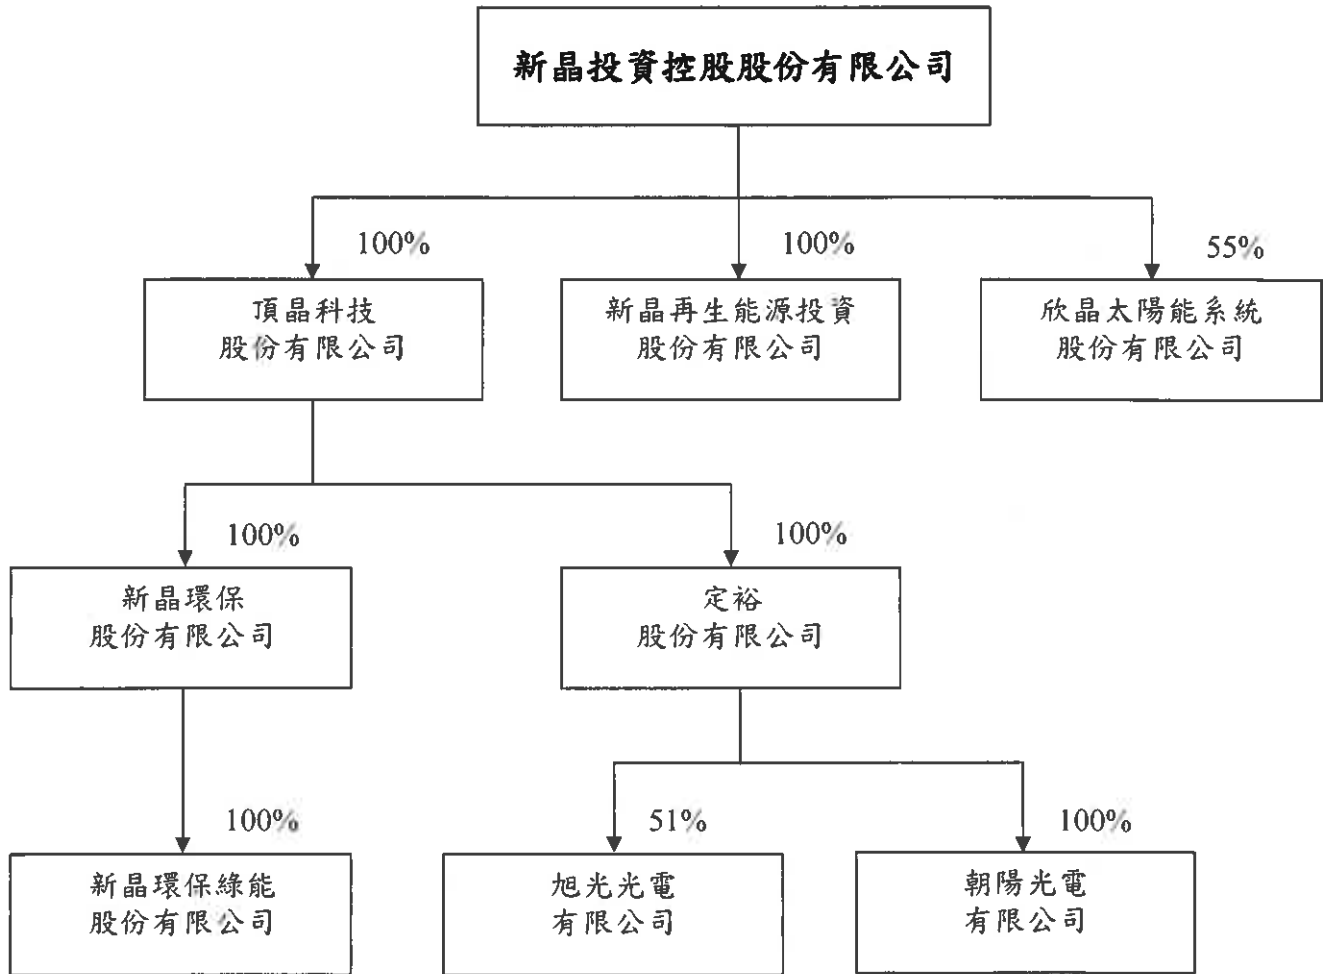 新晶投資控股股份有限公司
100%
100%
55%
頂晶科技
股份有限公司
新晶再生能源投資
股份有限公司
欣晶太陽能系統
股份有限公司
100%
100%
新晶環保
股份有限公司
定裕
股份有限公司
100%
51%
100%
新晶環保綠能
股份有限公司
旭光光電
有限公司
朝陽光電
有限公司